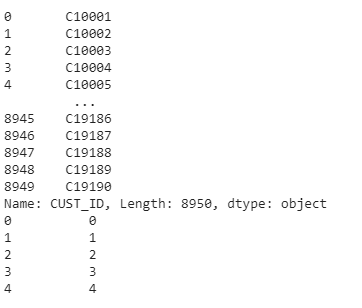 0       C10001
1       C10002
2       C10003
3       C10004
4       C10005
         ...
8945    C19186
8946    C19187
8947    C19188
8948    C19189
8949    C19190
Name: CUST_ID, Length: 8950, dtype: object
0          0
1          1
2          2
3          3
4          4